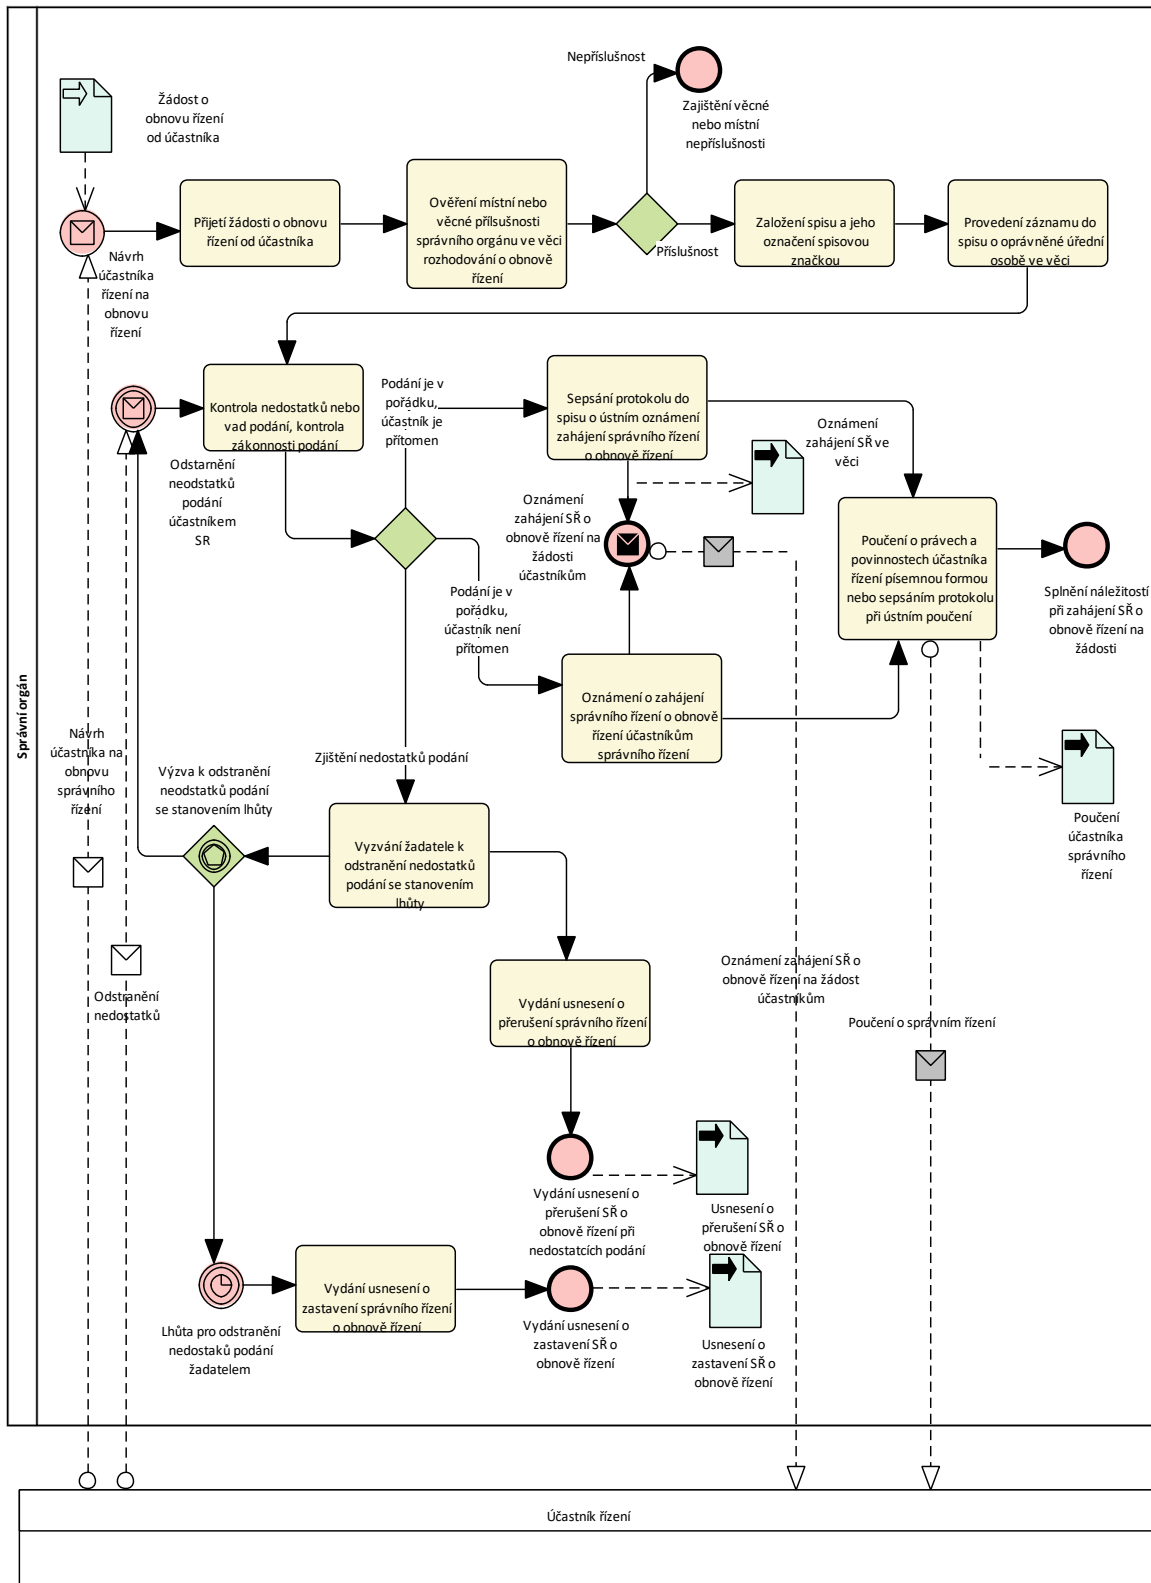 Správní orgán
Žádost o
obnovu řízení
od účastníka
Nepříslušnost
Zajištění věcné
nebo místní
nepříslušnosti
Přijetí žádosti o obnovu
řízení od účastníka
Ověření místní nebo
věcné příslušnosti
správního orgánu ve věci
rozhodování o obnově
řízení
Příslušnost
Založení spisu a jeho
označení spisovou
značkou
Provedení záznamu do
spisu o oprávněné úřední
osobě ve věci
Návrh
účastníka
řízení na
obnovu
řízení
Kontrola nedostatků nebo
vad podání, kontrola
zákonnosti podání
Podání je v
pořádku,
účastník je
přítomen
Sepsání protokolu do
spisu o ústním oznámení
zahájení správního řízení
o obnově řízení
Oznámení
zahájení SŘ ve
věci
Odstarnění
neodstatků
podání
účastníkem
SR
Oznámení
zahájení SŘ o
obnově řízení na
žádosti
účastníkům
Poučení o právech a
povinnostech účastníka
řízení písemnou formou
nebo sepsáním protokolu
při ústním poučení
Splnění náležitostí
při zahájení SŘ o
obnově řízení na
žádosti
Podání je v
pořádku,
účastník není
přítomen
Oznámení o zahájení
správního řízení o obnově
řízení účastníkům
správního řízení
Návrh
účastníka na
obnovu
správního
řízení
Výzva k odstranění
neodstatků podání
se stanovením lhůty
Zjištění nedostatků podání
Vyzvání žadatele k
odstranění nedostatků
podání se stanovením
lhůty
Poučení
účastníka
správního
řízení
Odstranění
nedostatků
Vydání usnesení o
přerušení správního řízení
o obnově řízení
Oznámení zahájení SŘ o
obnově řízení na žádost
účastníkům
Poučení o správním řízení
Vydání usnesení o
přerušení SŘ o
obnově řízení při
nedostatcích podání
Usnesení o
přerušení SŘ o
obnově řízení
Lhůta pro odstranění
nedostaků podání
žadatelem
Vydání usnesení o
zastavení správního řízení
o obnově řízení
Vydání usnesení o
zastavení SŘ o
obnově řízení
Usnesení o
zastavení SŘ o
obnově řízení
Účastník řízení